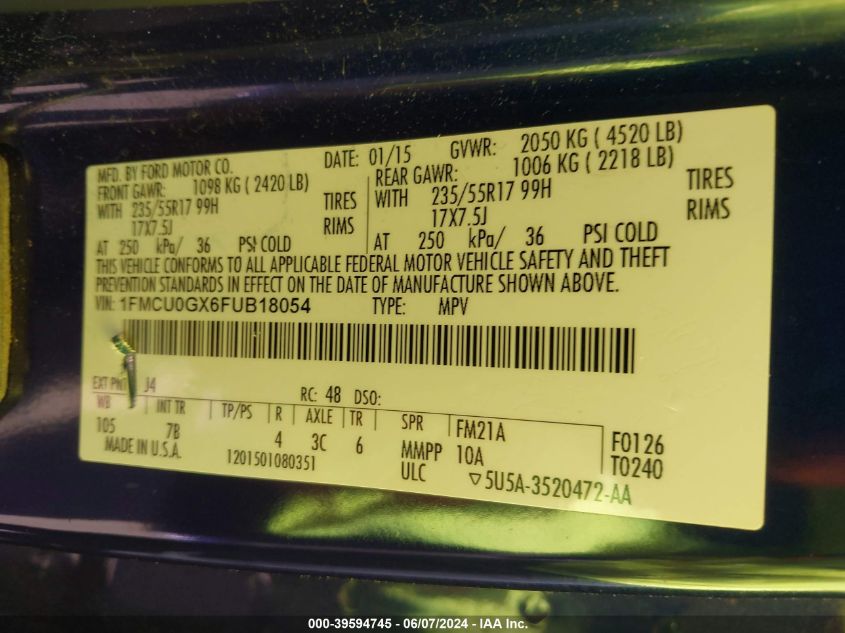 MFD. BY FORD MOTOR CO.
DATE: 01/15 GVWR: 2050 KG ( 4520 LB)
FRONT GAWR: 1098 KG ( 2420 LB)
REAR GAWR: 1006 KG ( 2218 LB)
WITH 235/55R17 99H TIRES
WITH 235/55R17 99H TIRES
17X7.5J RIMS
17X7.5J RIMS
AT 250 kPa/ 36 PSI COLD
AT 250 kPa/ 36 PSI COLD
THIS VEHICLE CONFORMS TO ALL APPLICABLE FEDERAL MOTOR VEHICLE SAFETY AND THEFT
PREVENTION STANDARDS IN EFFECT ON THE DATE OF MANUFACTURE SHOWN ABOVE.
VIN: 1FMCU0GX6FUB18054 TYPE: MPV
EXT PNT J4 RC: 48 DSO:
WB INT TR TP/PS R AXLE TR SPR FM21A F0126
105 7B 4 3C 6 MMPP 10A T0240
MADE IN U.S.A. 1201501080351 ULC ▽5U5A-3520472-AA
000-39594745 - 06/07/2024 - IAA Inc.